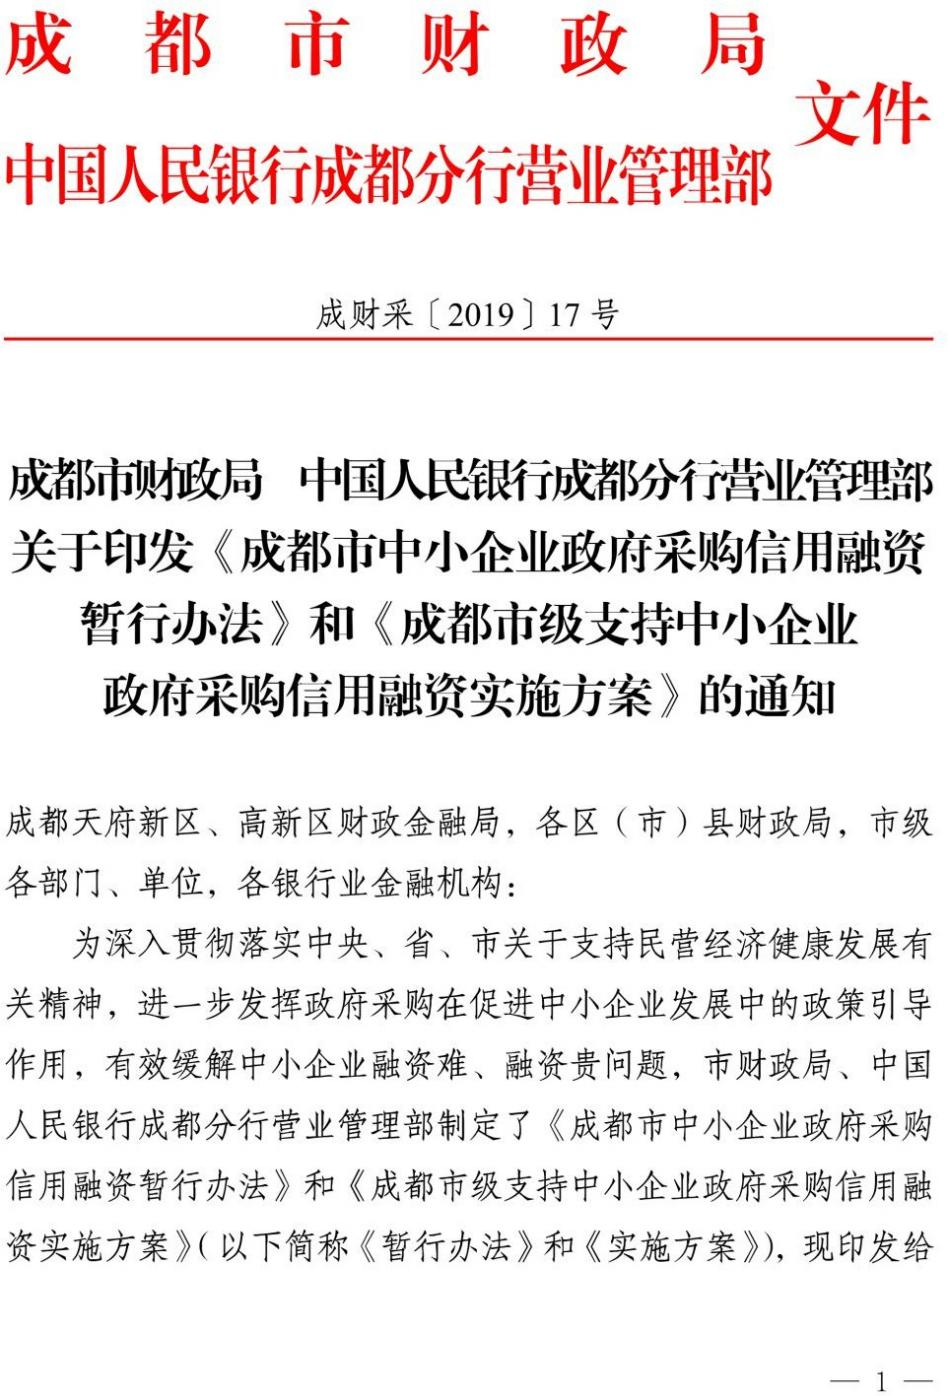 成都市财政局
文件
中国人民银行成都分行营业管理部
成财采〔2019〕17号
成都市财政局 中国人民银行成都分行营业管理部
关于印发《成都市中小企业政府采购信用融资
暂行办法》和《成都市级支持中小企业
政府采购信用融资实施方案》的通知
成都天府新区、高新区财政金融局，各区（市）县财政局，市级
各部门、单位，各银行业金融机构：
为深入贯彻落实中央、省、市关于支持民营经济健康发展有
关精神，进一步发挥政府采购在促进中小企业发展中的政策引导
作用，有效缓解中小企业融资难、融资贵问题，市财政局、中国
人民银行成都分行营业管理部制定了《成都市中小企业政府采购
信用融资暂行办法》和《成都市级支持中小企业政府采购信用融
资实施方案》（以下简称《暂行办法》和《实施方案》），现印发给
— 1 —